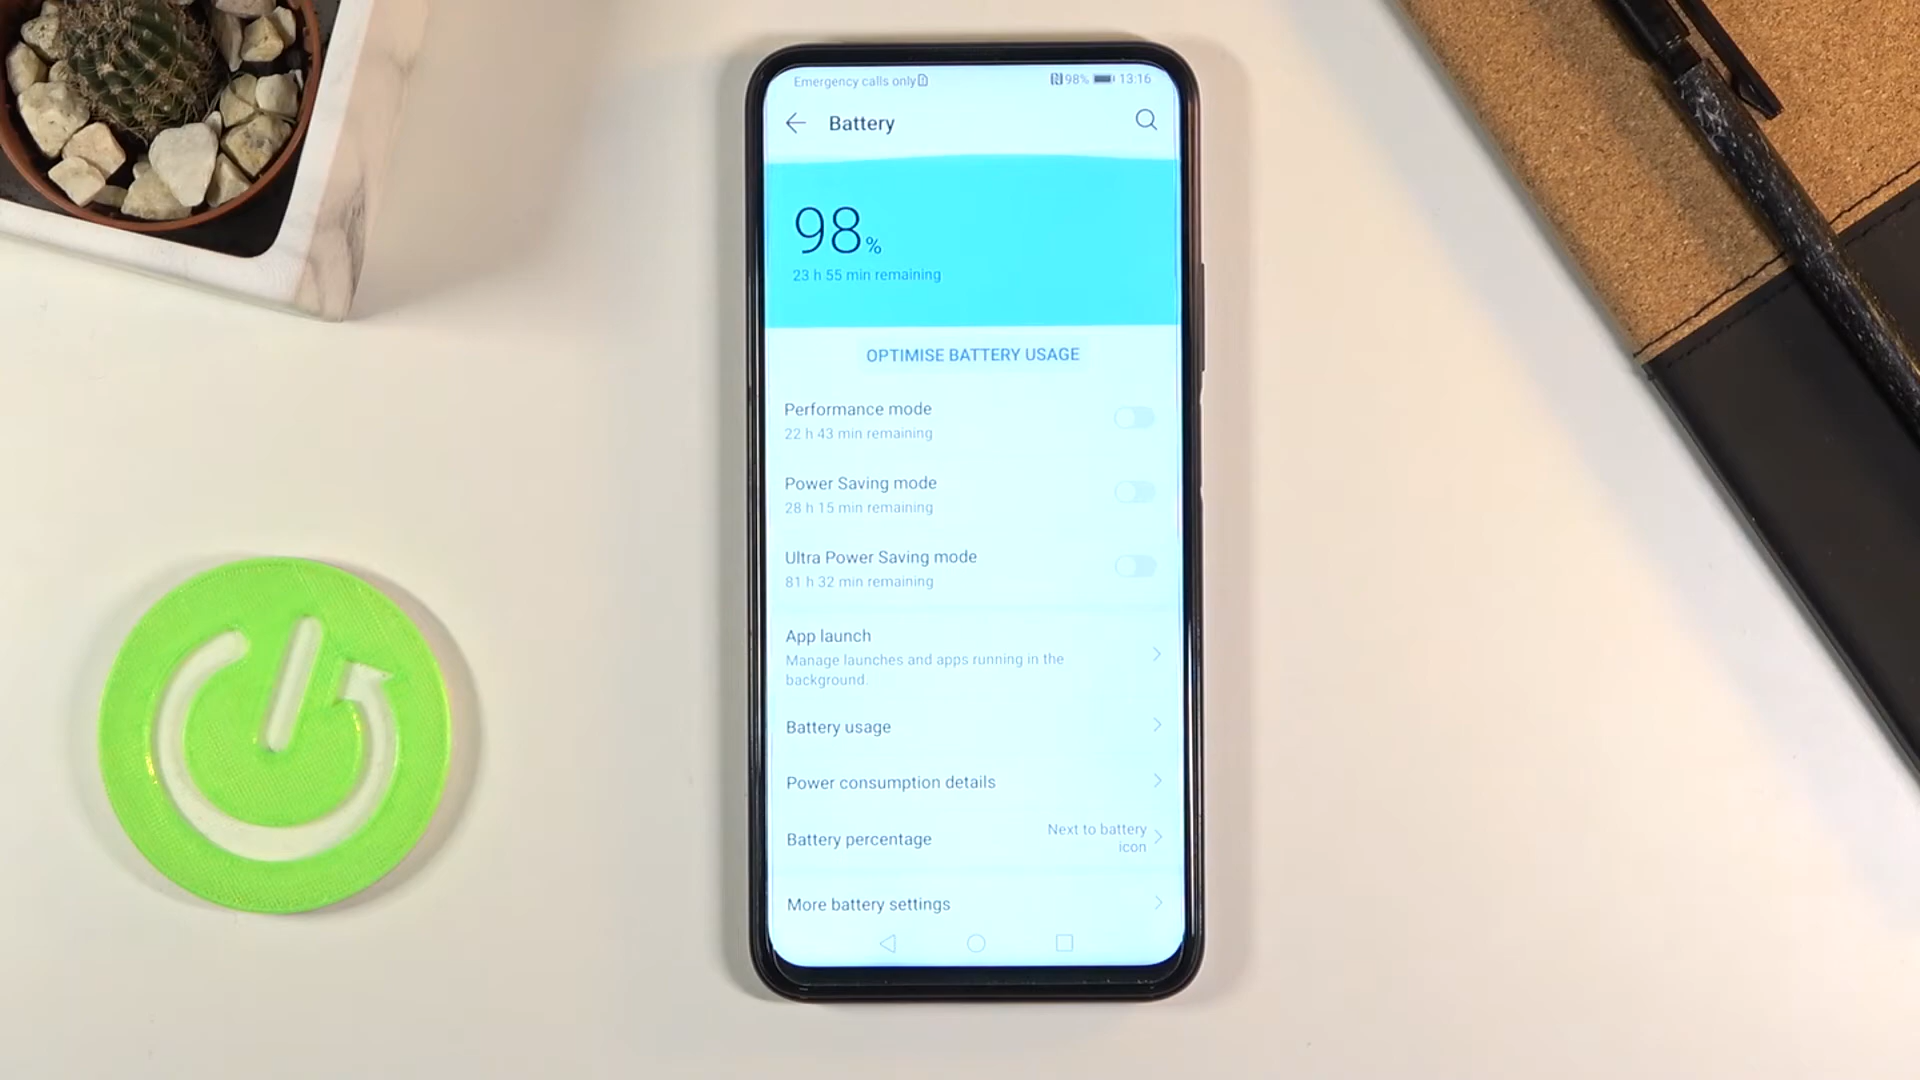 Emergency calls only
98% 13:16
Battery
98%
23 h 55 min remaining
OPTIMISE BATTERY USAGE
Performance mode
22 h 43 min remaining
Power Saving mode
28 h 15 min remaining
Ultra Power Saving mode
81 h 32 min remaining
App launch
Manage launches and apps running in the
background.
Battery usage
Power consumption details
Battery percentage
Next to battery
icon
More battery settings